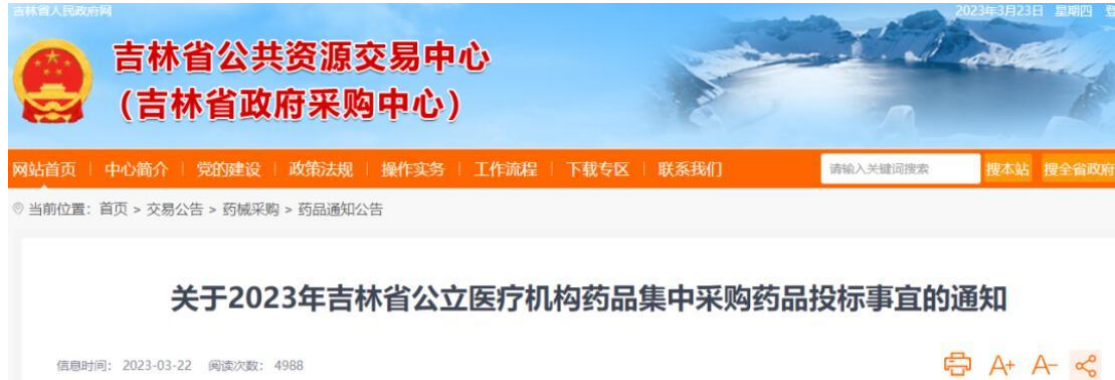 吉林省人民政府网
2023年3月23日 星期四 登
吉林省公共资源交易中心
(吉林省政府采购中心)
网站首页 | 中心简介 | 党的建设 | 政策法规 | 操作实务 | 工作流程 | 下载专区 | 联系我们 请输入关键词搜索 搜本站 搜全省政府
当前位置：首页 > 交易公告 > 药械采购 > 药品通知公告
关于2023年吉林省公立医疗机构药品集中采购药品投标事宜的通知
信息时间：2023-03-22 阅读次数：4988 A+ A-